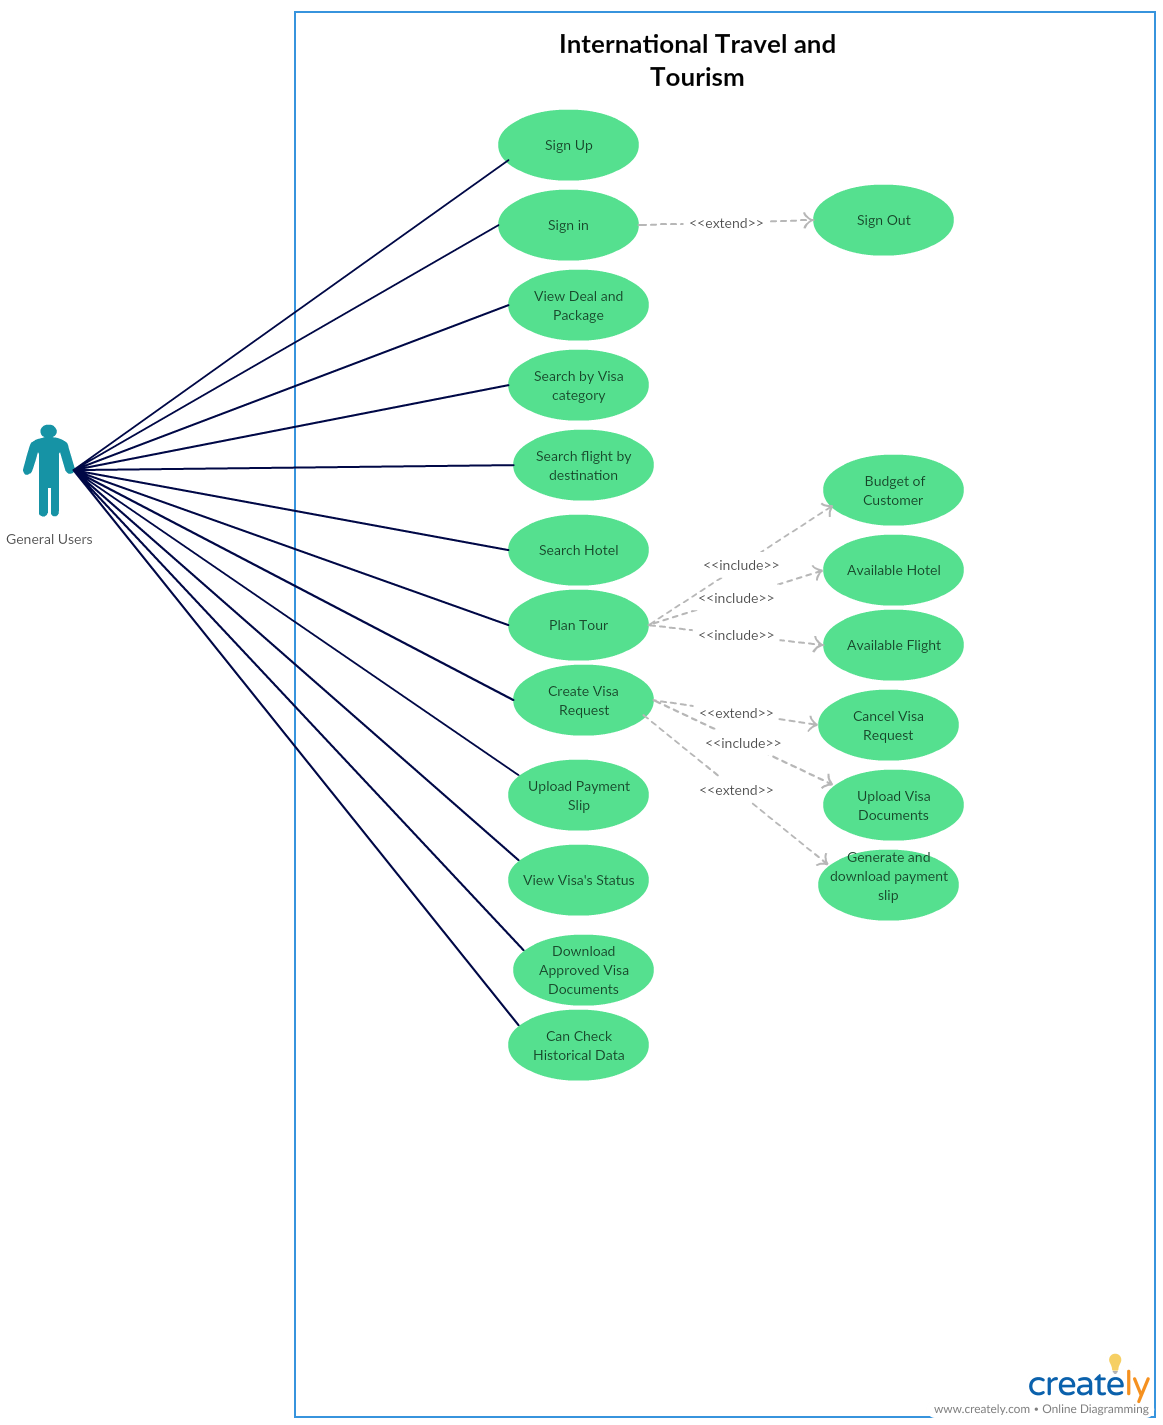 International Travel and
Tourism
Sign Up
Sign in
<<extend>>
Sign Out
View Deal and
Package
Search by Visa
category
Search flight by
destination
General Users
Search Hotel
Budget of
Customer
<<include>>
Available Hotel
<<include>>
Plan Tour
<<include>>
Available Flight
Create Visa
Request
<<extend>>
Cancel Visa
Request
<<include>>
Upload Payment
Slip
<<extend>>
Upload Visa
Documents
View Visa's Status
Generate and
download payment
slip
Download
Approved Visa
Documents
Can Check
Historical Data
creately
www.creately.com • Online Diagramming